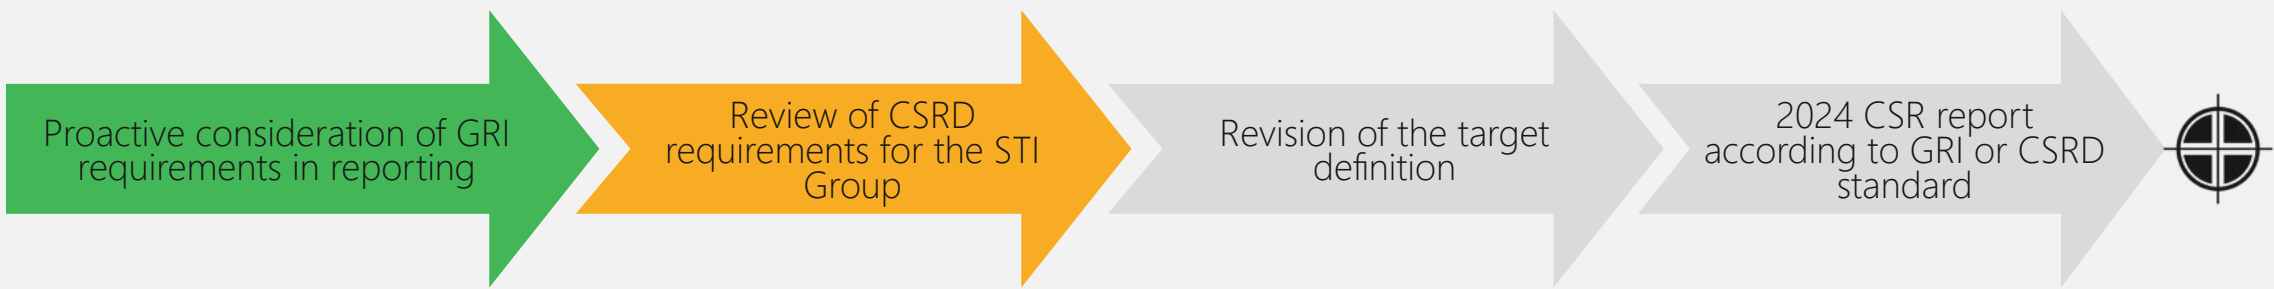 Proactive consideration of GRI
requirements in reporting
Review of CSRD
requirements for the STI
Group
Revision of the target
definition
2024 CSR report
according to GRI or CSRD
standard